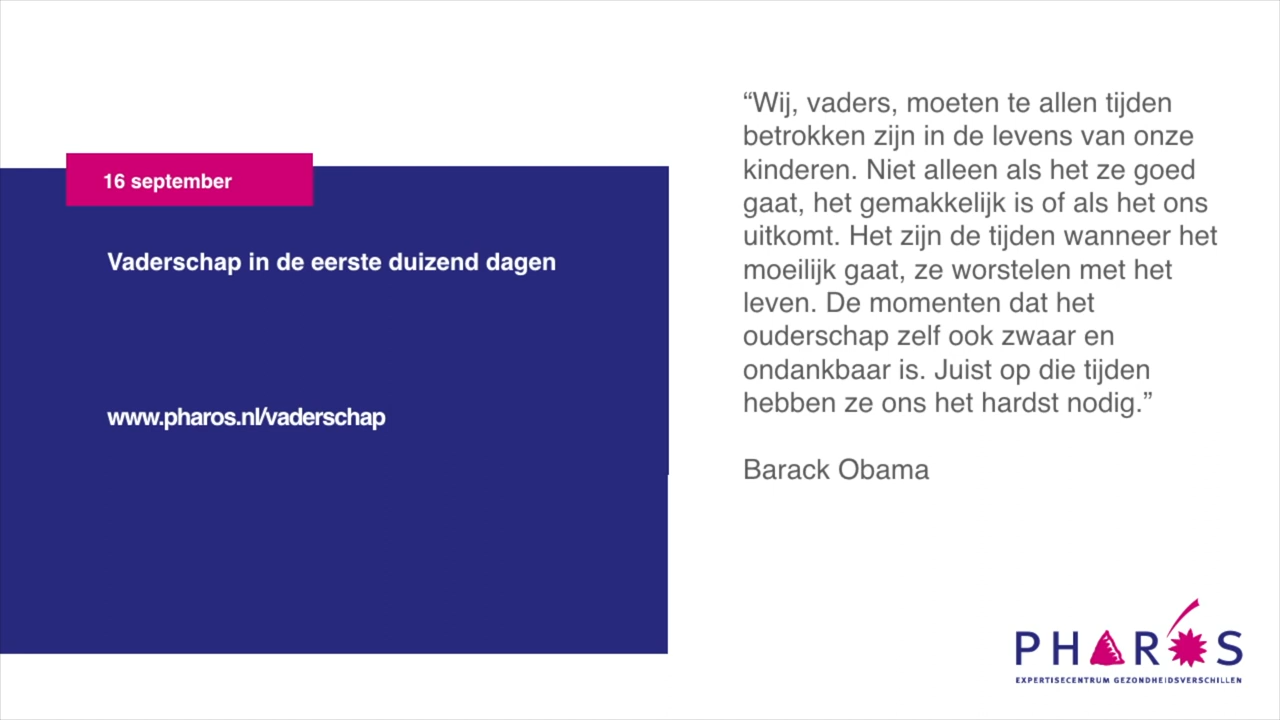 16 september
Vaderschap in de eerste duizend dagen
www.pharos.nl/vaderschap
“Wij, vaders, moeten te allen tijden
betrokken zijn in de levens van onze
kinderen. Niet alleen als het ze goed
gaat, het gemakkelijk is of als het ons
uitkomt. Het zijn de tijden wanneer het
moeilijk gaat, ze worstelen met het
leven. De momenten dat het
ouderschap zelf ook zwaar en
ondankbaar is. Juist op die tijden
hebben ze ons het hardst nodig.”
Barack Obama
PHAROS
EXPERTISECENTRUM GEZONDHEIDSVERSCHILLEN